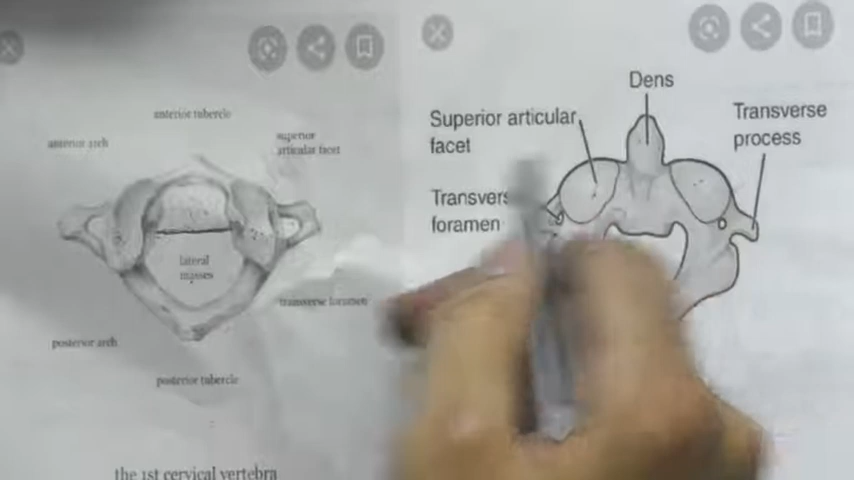 anterior tubercle
anterior arch
superior
articular facet
lateral
masses
transverse foramen
posterior arch
posterior tubercle
the 1st cervical vertebra
Dens
Superior articular
facet
Transverse
process
foramen